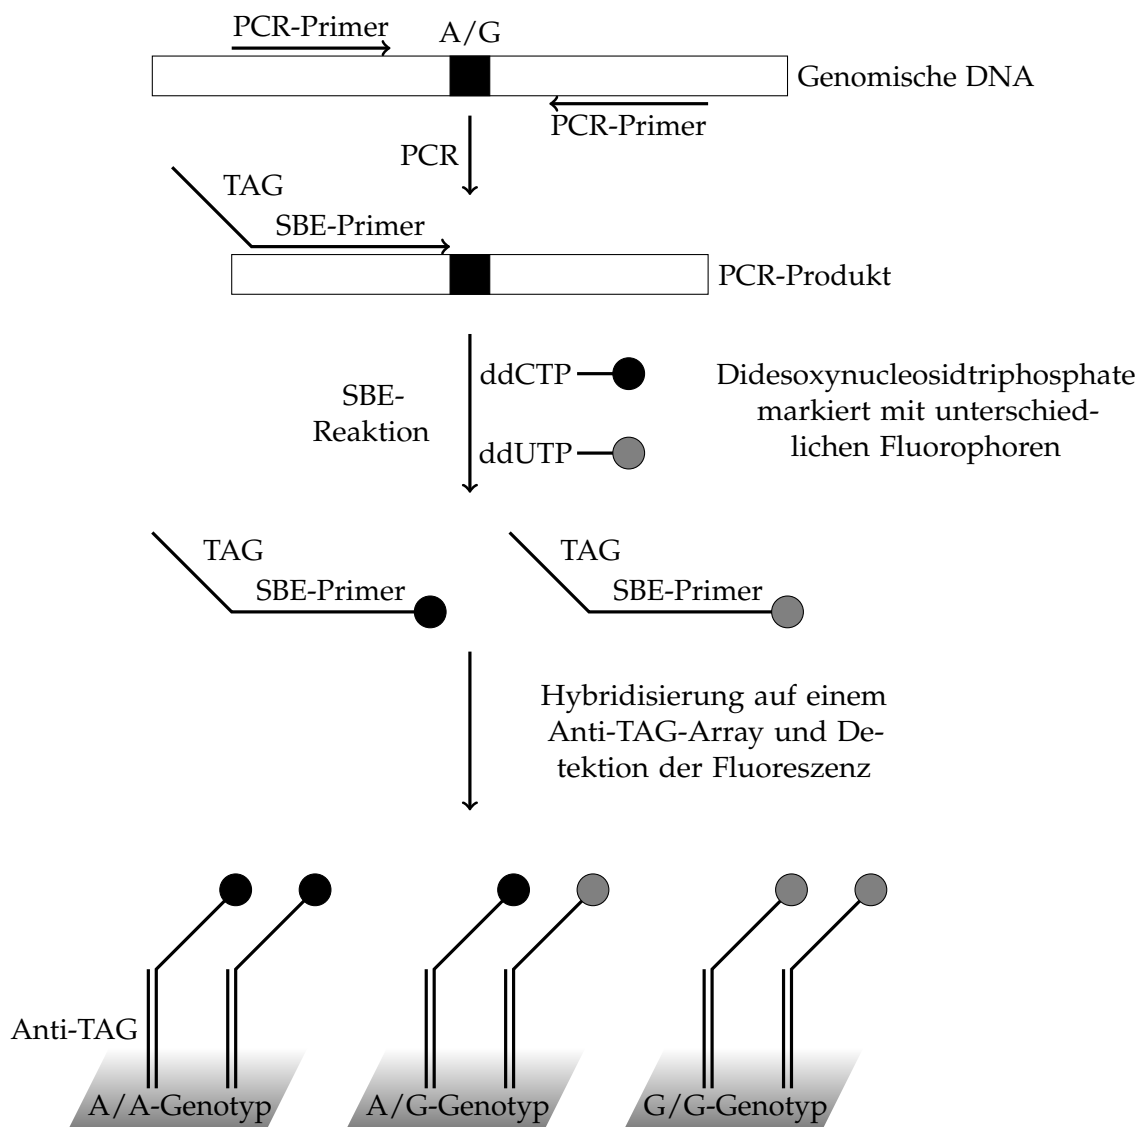 PCR-Primer
A/G
Genomische DNA
PCR-Primer
PCR
TAG
SBE-Primer
PCR-Produkt
SBE-
Reaktion
ddCTP
ddUTP
Didesoxynucleosidtriphosphate
markiert mit unterschied-
lichen Fluorophoren
TAG
SBE-Primer
TAG
SBE-Primer
Hybridisierung auf einem
Anti-TAG-Array und De-
tektion der Fluoreszenz
Anti-TAG
A/A-Genotyp
A/G-Genotyp
G/G-Genotyp